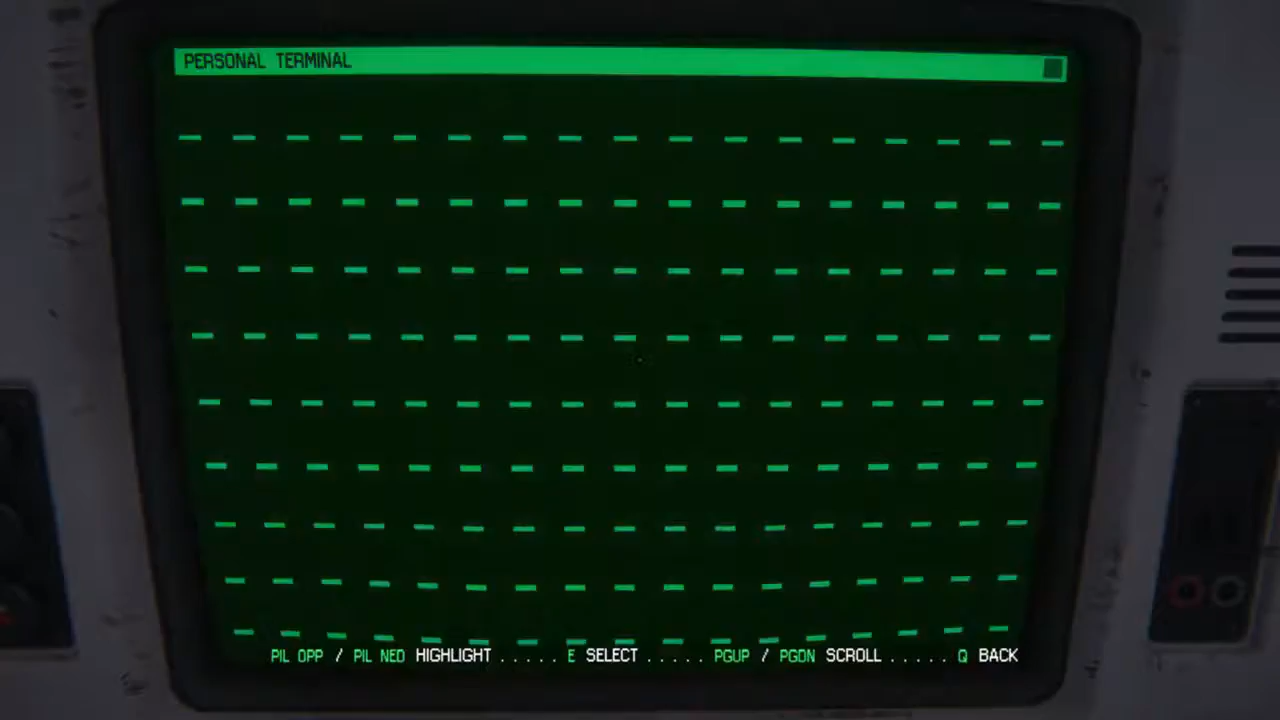 PERSONAL TERMINAL
PIL OPP / PIL NED HIGHLIGHT ..... E SELECT ..... PGUP / PGDN SCROLL ..... Q BACK